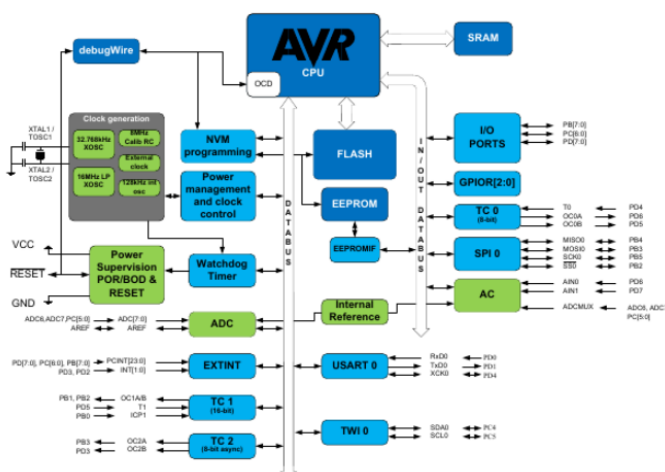 AVR
CPU
OCD
SRAM
debugWire
Clock generation
XTAL1 /
TOSC1
XTAL2 /
TOSC2
32.768kHz
XOSC
8MHz
Calib RC
External
clock
16MHz LP
XOSC
128kHz int
osc
NVM
programming
FLASH
Power
management
and clock
control
EEPROM
EEPROMIF
DATABUS
IN/OUT DATABUS
I/O
PORTS
PB[7:0]
PC[6:0]
PD[7:0]
GPIOR[2:0]
TC 0
(8-bit)
T0 PD4
OC0A PD6
OC0B PD5
SPI 0
MISO0 PB4
MOSI0 PB3
SCK0 PB5
SS0 PB2
VCC
RESET
GND
Power
Supervision
POR/BOD &
RESET
Watchdog
Timer
Internal
Reference
AC
AIN0 PD6
AIN1 PD7
ADCMUX ADC6, ADC
PC[5:0]
ADC6,ADC7,PC[5:0] ADC[7:0]
AREF AREF
ADC
PD[7:0], PC[6:0], PB[7:0] PCINT[23:0]
PD3, PD2 INT[1:0]
EXTINT
USART 0
RxD0 PD0
TxD0 PD1
XCK0 PD4
PB1, PB2 OC1A/B
PD5 T1
PB0 ICP1
TC 1
(16-bit)
PB3 OC2A
PD3 OC2B
TC 2
(8-bit async)
TWI 0
SDA0 PC4
SCL0 PC5